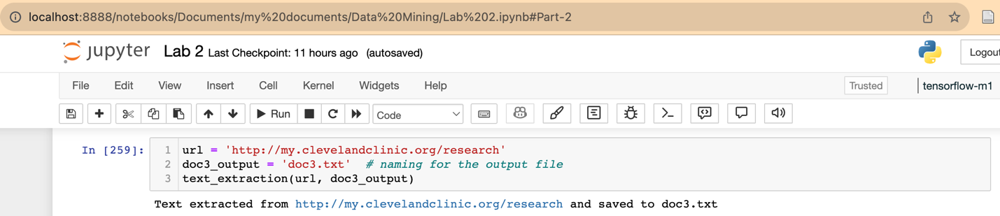 localhost:8888/notebooks/Documents/my%20documents/Data%20Mining/Lab%202.ipynb#Part-2
jupyter Lab 2 Last Checkpoint: 11 hours ago (autosaved)
Logout
File Edit View Insert Cell Kernel Widgets Help Trusted tensorflow-m1
Run Code
In [259]: 1 url = 'http://my.clevelandclinic.org/research'
2 doc3_output = 'doc3.txt' # naming for the output file
3 text_extraction(url, doc3_output)
Text extracted from http://my.clevelandclinic.org/research and saved to doc3.txt